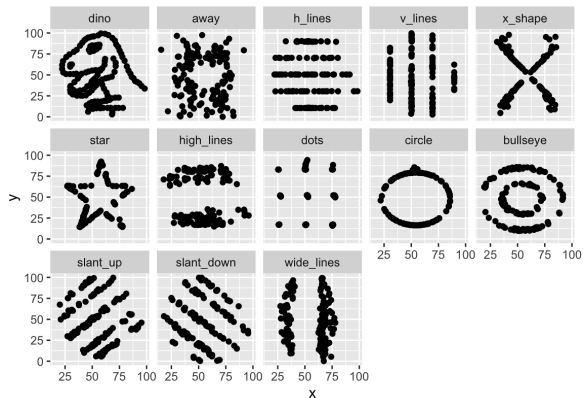 dino away h_lines v_lines x_shape
100
75
50
25
0
star high_lines dots circle bullseye
100
75
50
25
0
y
25 50 75 100 25 50 75 100
slant_up slant_down wide_lines
100
75
50
25
0
25 50 75 100 25 50 75 100 25 50 75 100
x